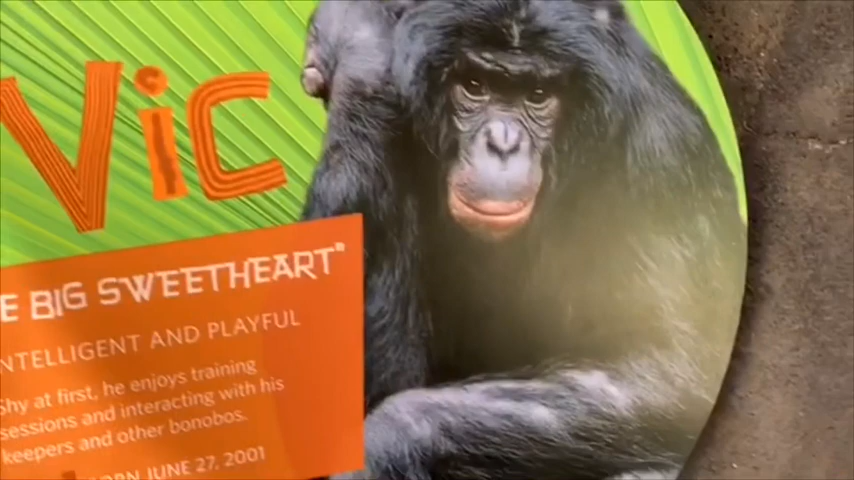 Vic
E BIG SWEETHEART"
INTELLIGENT AND PLAYFUL
Shy at first, he enjoys training
sessions and interacting with his
keepers and other bonobos.
BORN JUNE 27, 2001